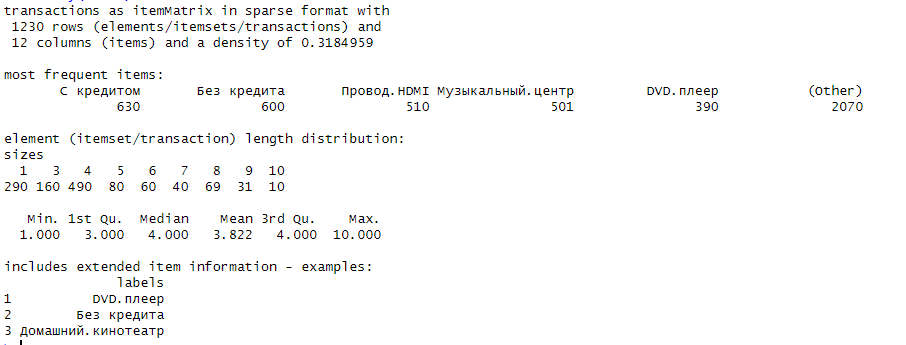 transactions as itemMatrix in sparse format with
1230 rows (elements/itemsets/transactions) and
12 columns (items) and a density of 0.3184959
most frequent items:
С кредитом Без кредита Провод.HDMI Музыкальный.центр DVD.плеер (Other)
630 600 510 501 390 2070
element (itemset/transaction) length distribution:
sizes
1 3 4 5 6 7 8 9 10
290 160 490 80 60 40 69 31 10
Min. 1st Qu. Median Mean 3rd Qu. Max.
1.000 3.000 4.000 3.822 4.000 10.000
includes extended item information - examples:
labels
1 DVD.плеер
2 Без кредита
3 Домашний.кинотеатр